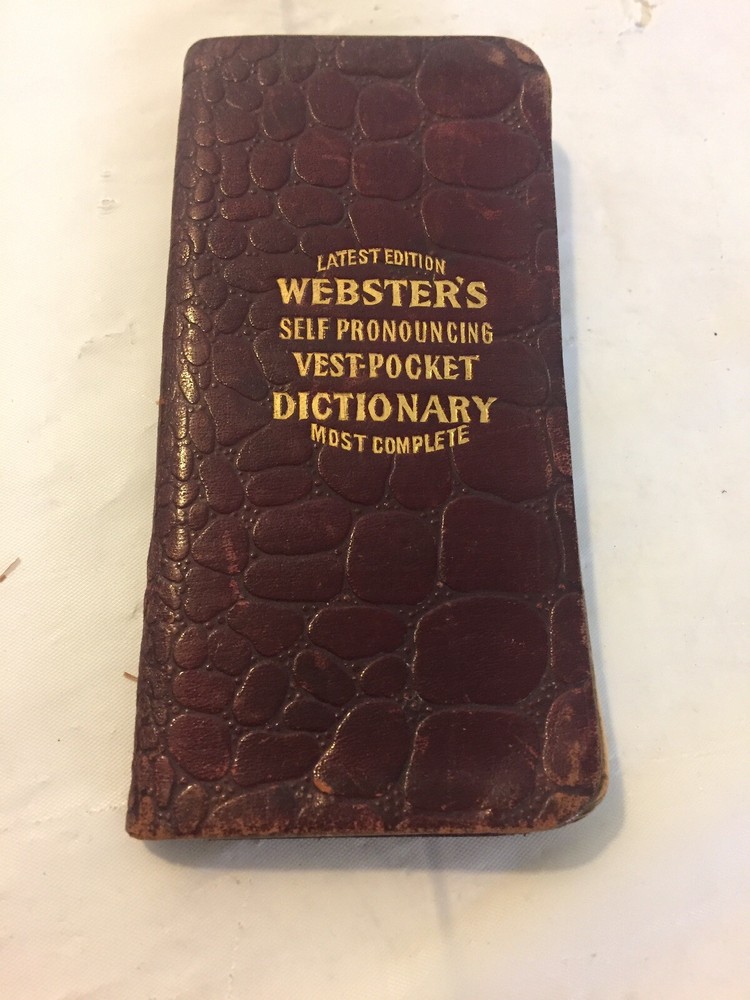 LATEST EDITION
WEBSTER'S
SELF PRONOUNCING
VEST-POCKET
DICTIONARY
MOST COMPLETE